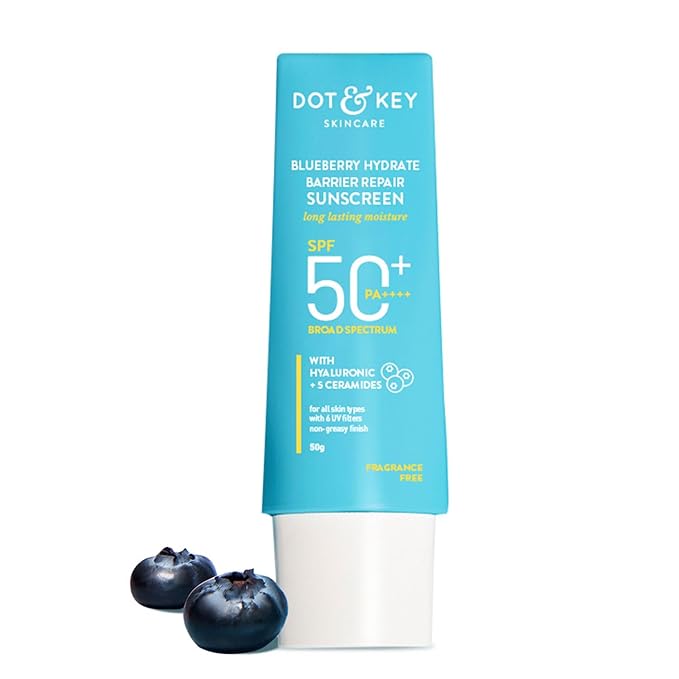 DOT & KEY
SKINCARE
BLUEBERRY HYDRATE
BARRIER REPAIR
SUNSCREEN
long lasting moisture
SPF
50+
PA++++
BROAD SPECTRUM
WITH
HYALURONIC
+ 5 CERAMIDES
for all skin types
with 6 UV filters
non-greasy finish
50g
FRAGRANCE
FREE